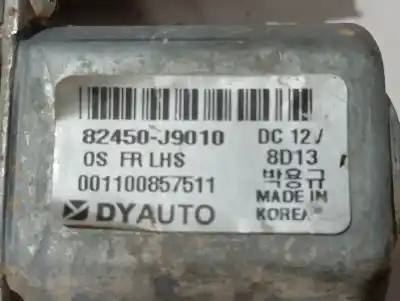 82450-J9010 DC 12V
OS FR LHS 8D13
001100857511 박용규
DYAUTO MADE IN
KOREA